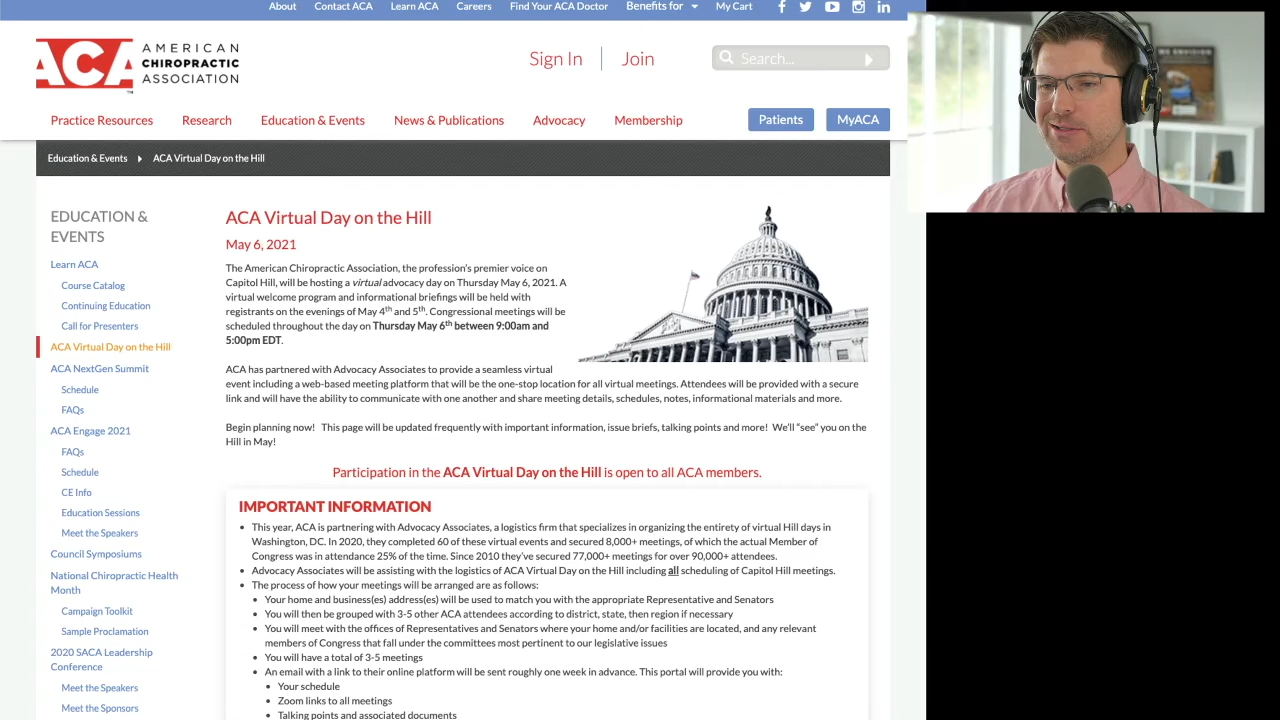 About Contact ACA Learn ACA Careers Find Your ACA Doctor Benefits for My Cart
ACA
AMERICAN
CHIROPRACTIC
ASSOCIATION
Sign In Join Search...
Practice Resources Research Education & Events News & Publications Advocacy Membership Patients MyACA
Education & Events ACA Virtual Day on the Hill
EDUCATION &
EVENTS
Learn ACA
Course Catalog
Continuing Education
Call for Presenters
ACA Virtual Day on the Hill
ACA NextGen Summit
Schedule
FAQs
ACA Engage 2021
FAQs
Schedule
CE Info
Education Sessions
Meet the Speakers
Council Symposiums
National Chiropractic Health
Month
Campaign Toolkit
Sample Proclamation
2020 SACA Leadership
Conference
Meet the Speakers
Meet the Sponsors
ACA Virtual Day on the Hill
May 6, 2021
The American Chiropractic Association, the profession's premier voice on
Capitol Hill, will be hosting a virtual advocacy day on Thursday May 6, 2021. A
virtual welcome program and informational briefings will be held with
registrants on the evenings of May 4th and 5th. Congressional meetings will be
scheduled throughout the day on Thursday May 6th between 9:00am and
5:00pm EDT.
ACA has partnered with Advocacy Associates to provide a seamless virtual
event including a web-based meeting platform that will be the one-stop location for all virtual meetings. Attendees will be provided with a secure
link and will have the ability to communicate with one another and share meeting details, schedules, notes, informational materials and more.
Begin planning now! This page will be updated frequently with important information, issue briefs, talking points and more! We'll "see" you on the
Hill in May!
Participation in the ACA Virtual Day on the Hill is open to all ACA members.
IMPORTANT INFORMATION
• This year, ACA is partnering with Advocacy Associates, a logistics firm that specializes in organizing the entirety of virtual Hill days in
Washington, DC. In 2020, they completed 60 of these virtual events and secured 8,000+ meetings, of which the actual Member of
Congress was in attendance 25% of the time. Since 2010 they've secured 77,000+ meetings for over 90,000+ attendees.
• Advocacy Associates will be assisting with the logistics of ACA Virtual Day on the Hill including all scheduling of Capitol Hill meetings.
• The process of how your meetings will be arranged are as follows:
• Your home and business(es) address(es) will be used to match you with the appropriate Representative and Senators
• You will then be grouped with 3-5 other ACA attendees according to district, state, then region if necessary
• You will meet with the offices of Representatives and Senators where your home and/or facilities are located, and any relevant
members of Congress that fall under the committees most pertinent to our legislative issues
• You will have a total of 3-5 meetings
• An email with a link to their online platform will be sent roughly one week in advance. This portal will provide you with:
• Your schedule
• Zoom links to all meetings
• Talking points and associated documents